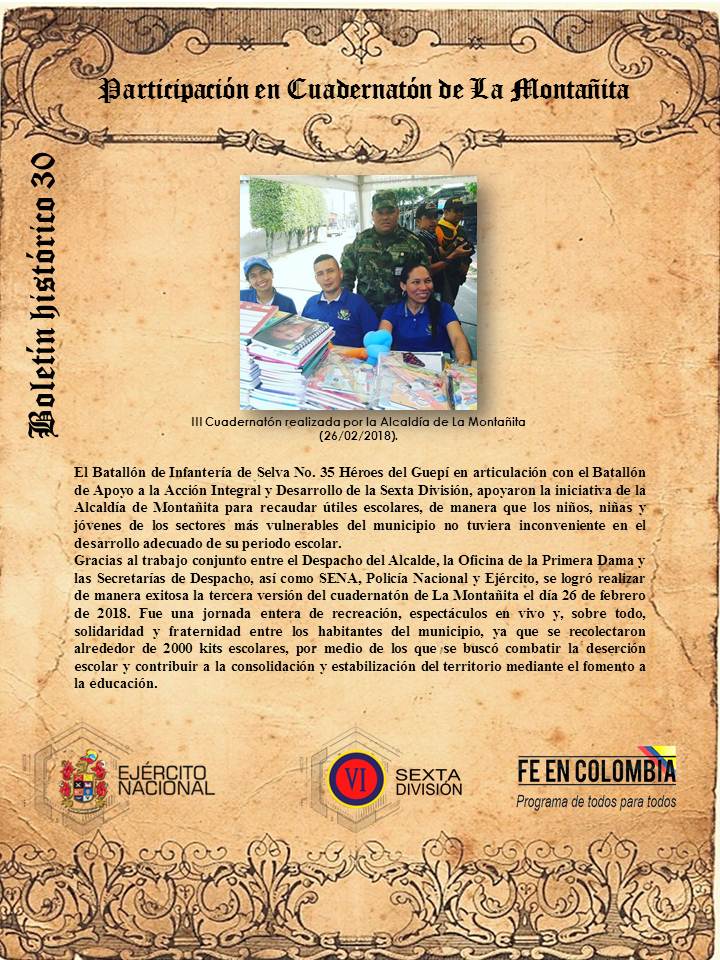 Participación en Cuadernatón de La Montañita
Boletín histórico 30
III Cuadernatón realizada por la Alcaldía de La Montañita
(26/02/2018).
El Batallón de Infantería de Selva No. 35 Héroes del Guepí en articulación con el Batallón
de Apoyo a la Acción Integral y Desarrollo de la Sexta División, apoyaron la iniciativa de la
Alcaldía de Montañita para recaudar útiles escolares, de manera que los niños, niñas y
jóvenes de los sectores más vulnerables del municipio no tuviera inconveniente en el
desarrollo adecuado de su periodo escolar.
Gracias al trabajo conjunto entre el Despacho del Alcalde, la Oficina de la Primera Dama y
las Secretarías de Despacho, así como SENA, Policía Nacional y Ejército, se logró realizar
de manera exitosa la tercera versión del cuadernatón de La Montañita el día 26 de febrero
de 2018. Fue una jornada entera de recreación, espectáculos en vivo y, sobre todo,
solidaridad y fraternidad entre los habitantes del municipio, ya que se recolectaron
alrededor de 2000 kits escolares, por medio de los que se buscó combatir la deserción
escolar y contribuir a la consolidación y estabilización del territorio mediante el fomento a
la educación.
EJÉRCITO
NACIONAL
VI
SEXTA
DIVISIÓN
FE EN COLOMBIA
Programa de todos para todos